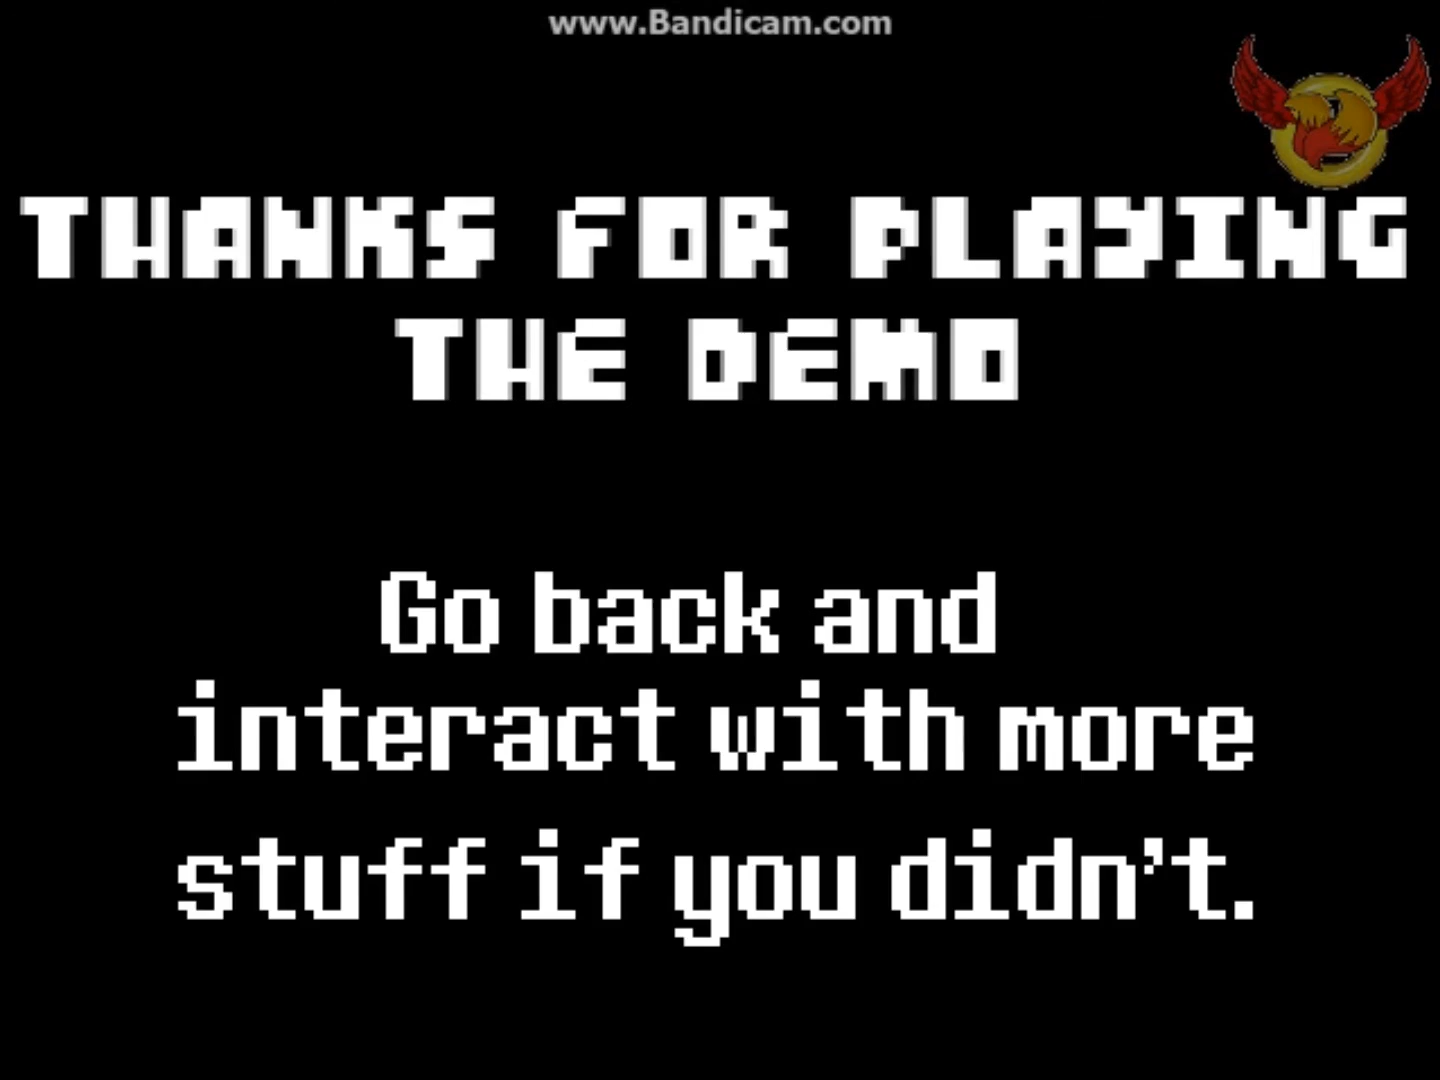 www.Bandicam.com
THANKS FOR PLAYING
THE DEMO
Go back and
interact with more
stuff if you didn't.